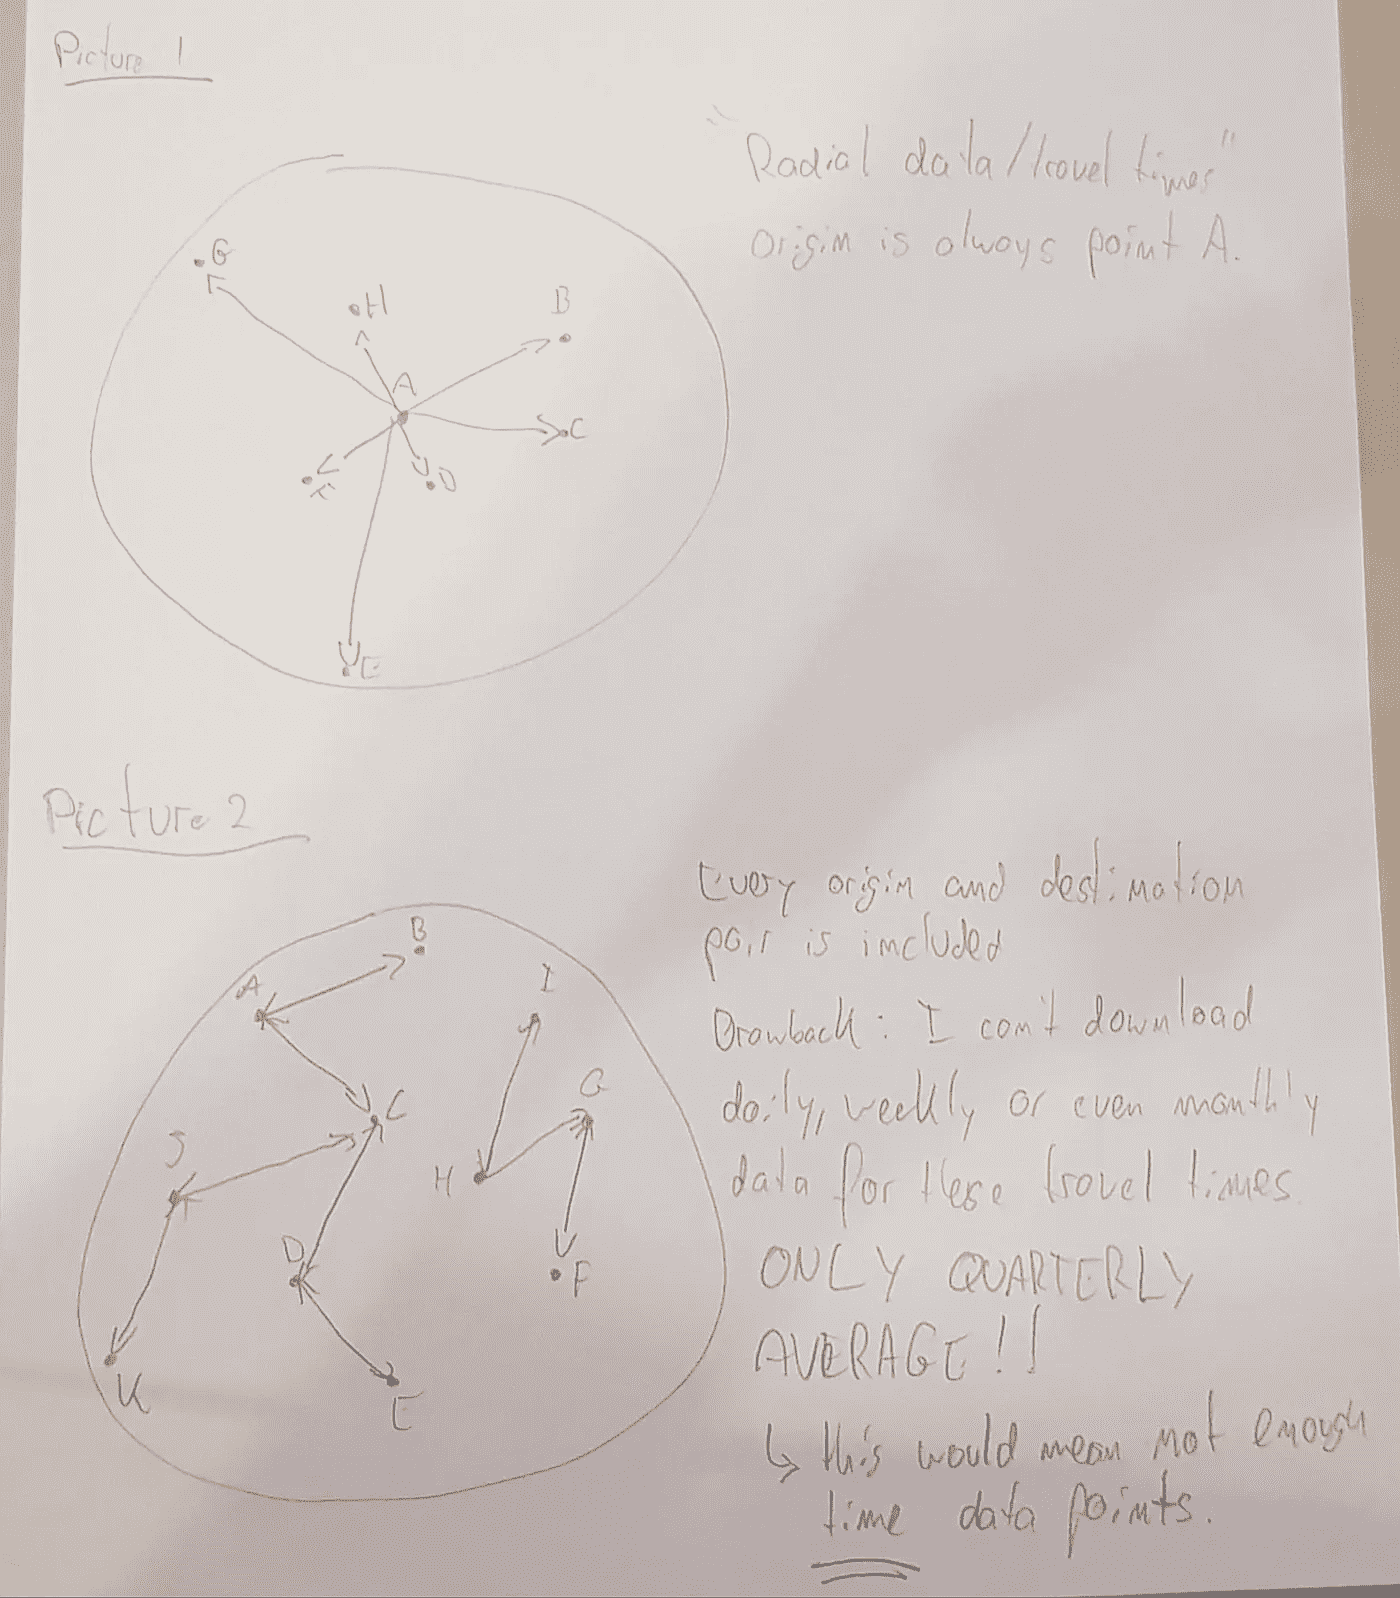 Picture 1
"Radial data/travel times"
origin is always point A.
G
H
B
A
C
F
D
E
Picture 2
Every origin and destination
pair is included
Drawback: I can't download
daily, weekly or even monthly
data for these travel times.
ONLY QUARTERLY
AVERAGE!!
↳ this would mean not enough
time data points.
B
A
I
C
G
J
H
D
F
K
E